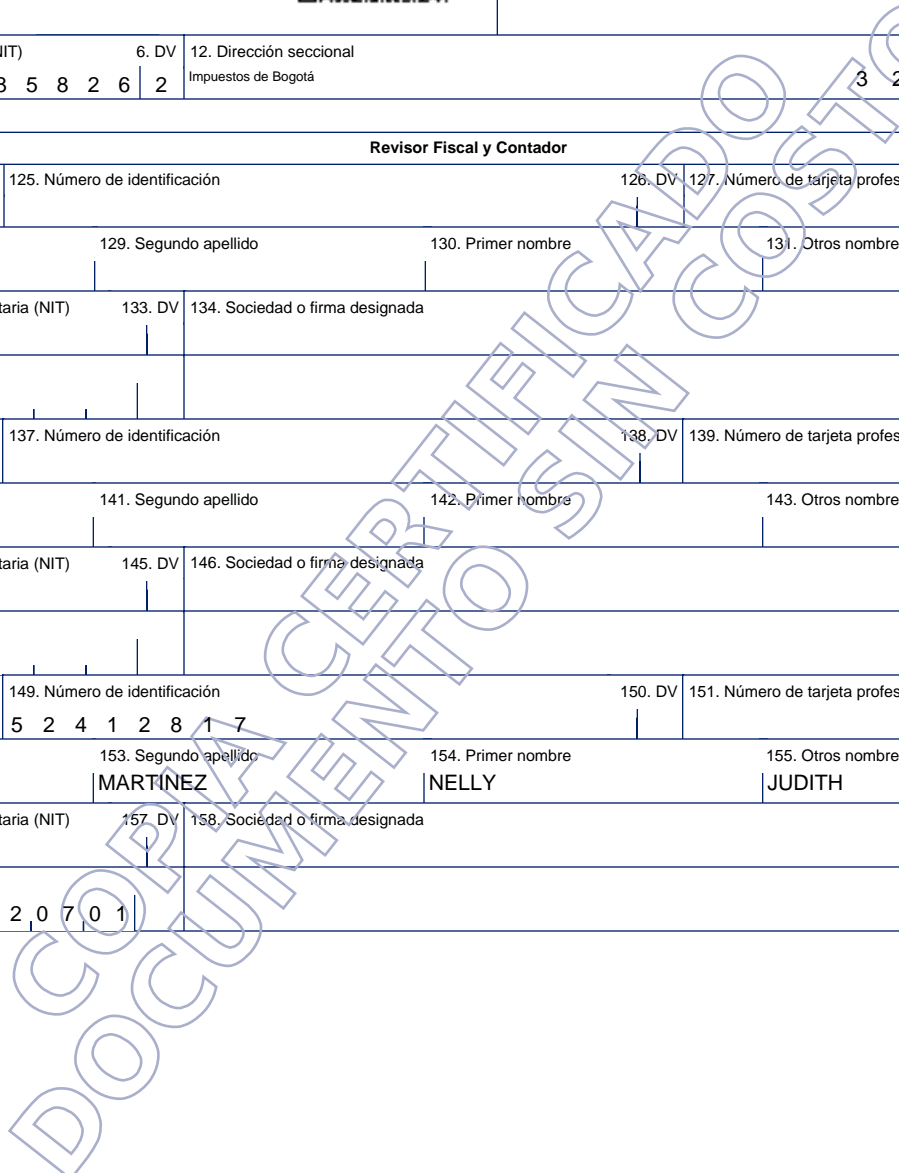 6. DV 12. Dirección seccional
5 8 2 6 2 Impuestos de Bogotá 3 2
Revisor Fiscal y Contador
125. Número de identificación 126. DV 127. Número de tarjeta profes
129. Segundo apellido 130. Primer nombre 131. Otros nombre
taria (NIT) 133. DV 134. Sociedad o firma designada
137. Número de identificación 138. DV 139. Número de tarjeta profes
141. Segundo apellido 142. Primer nombre 143. Otros nombre
taria (NIT) 145. DV 146. Sociedad o firma designada
149. Número de identificación 150. DV 151. Número de tarjeta profes
5 2 4 1 2 8 1 7
153. Segundo apellido 154. Primer nombre 155. Otros nombre
MARTINEZ NELLY JUDITH
taria (NIT) 157. DV 158. Sociedad o firma designada
2 0 7 0 1
COPIA CERTIFICADO
DOCUMENTO SIN COSTO